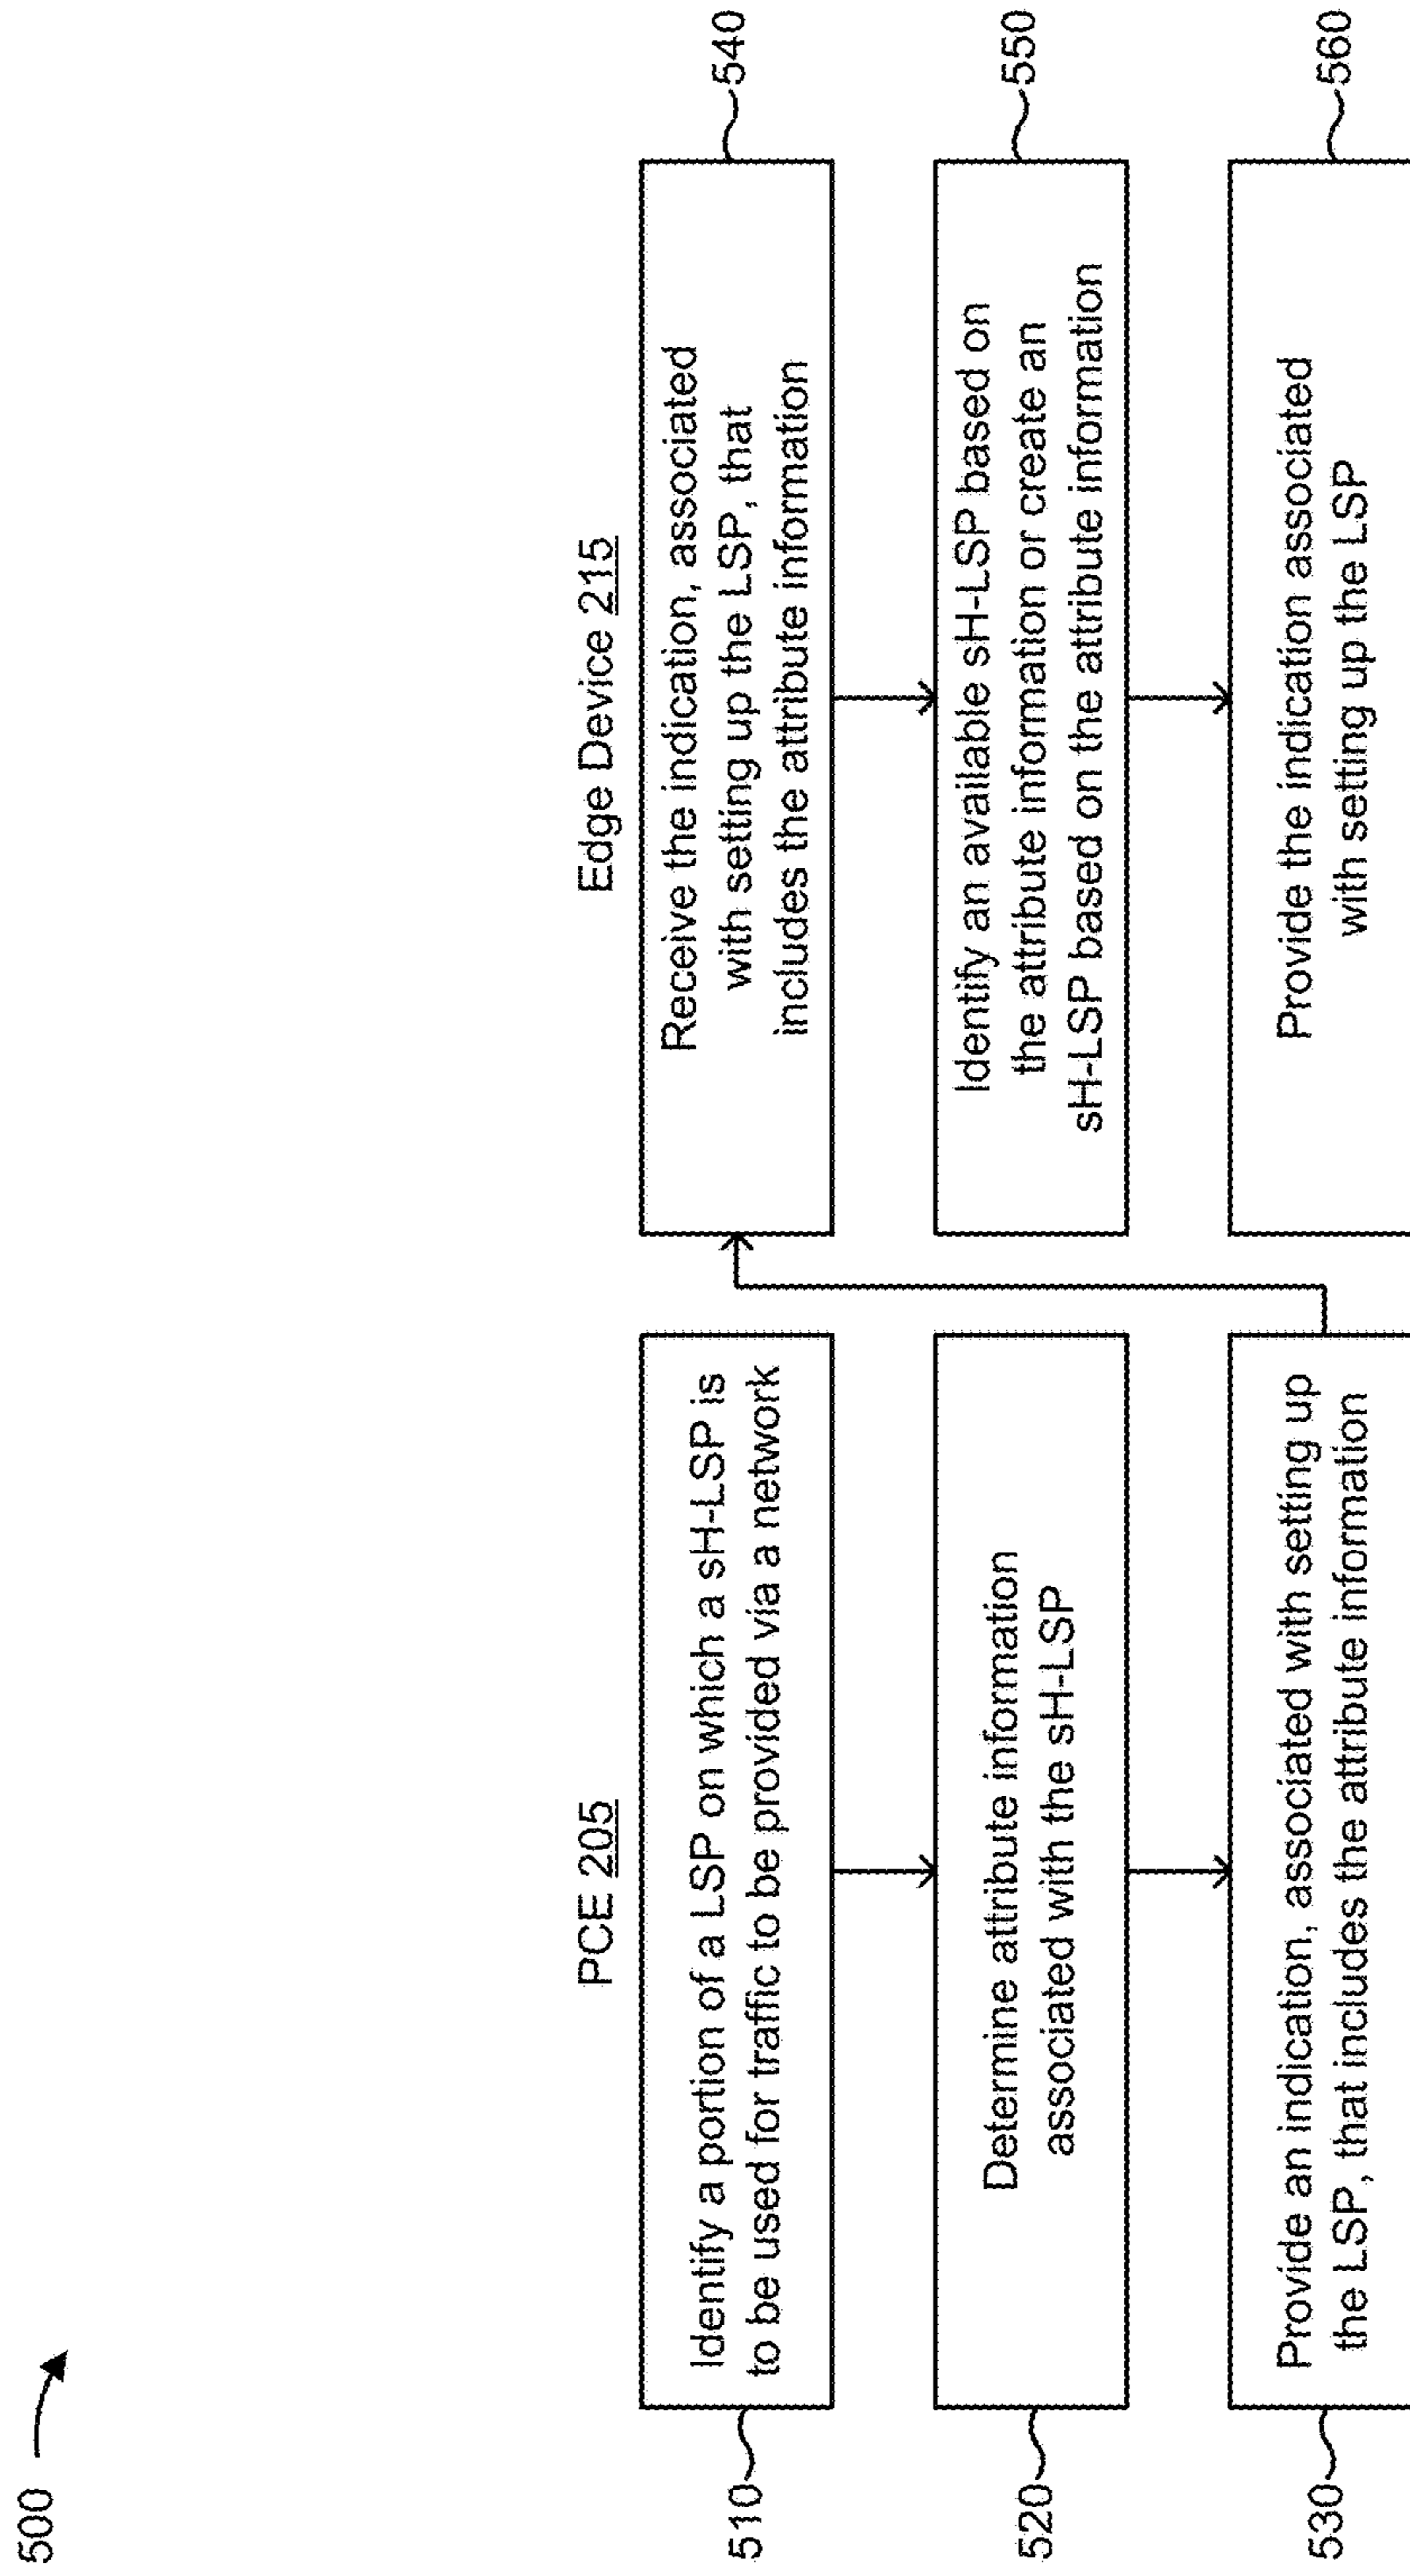 500
PCE 205
510
Identify a portion of a LSP on which a sH-LSP is
to be used for traffic to be provided via a network
520
Determine attribute information
associated with the sH-LSP
530
Provide an indication, associated with setting up
the LSP, that includes the attribute information
Edge Device 215
540
Receive the indication, associated
with setting up the LSP, that
includes the attribute information
550
Identify an available sH-LSP based on
the attribute information or create an
sH-LSP based on the attribute information
560
Provide the indication associated
with setting up the LSP